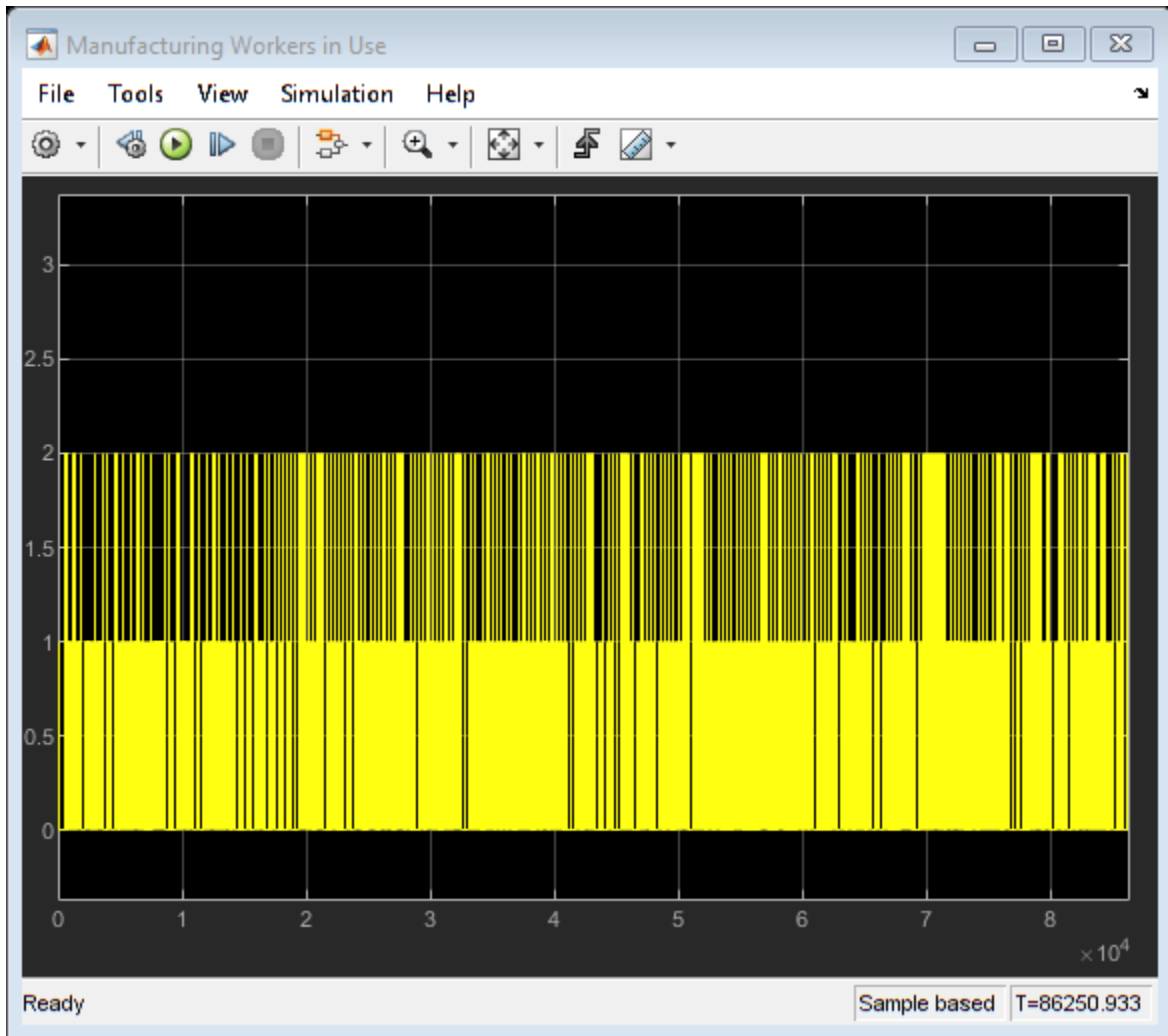 Manufacturing Workers in Use
File Tools View Simulation Help
3
2.5
2
1.5
1
0.5
0
0 1 2 3 4 5 6 7 8
×10⁴
Ready Sample based T=86250.933